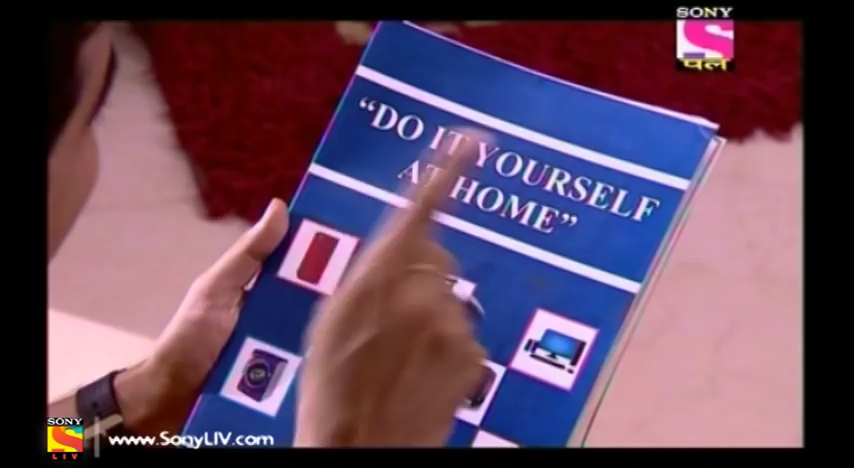 SONY
S
पल
"DO IT YOURSELF
AT HOME"
SONY
LIV
www.SonyLIV.com